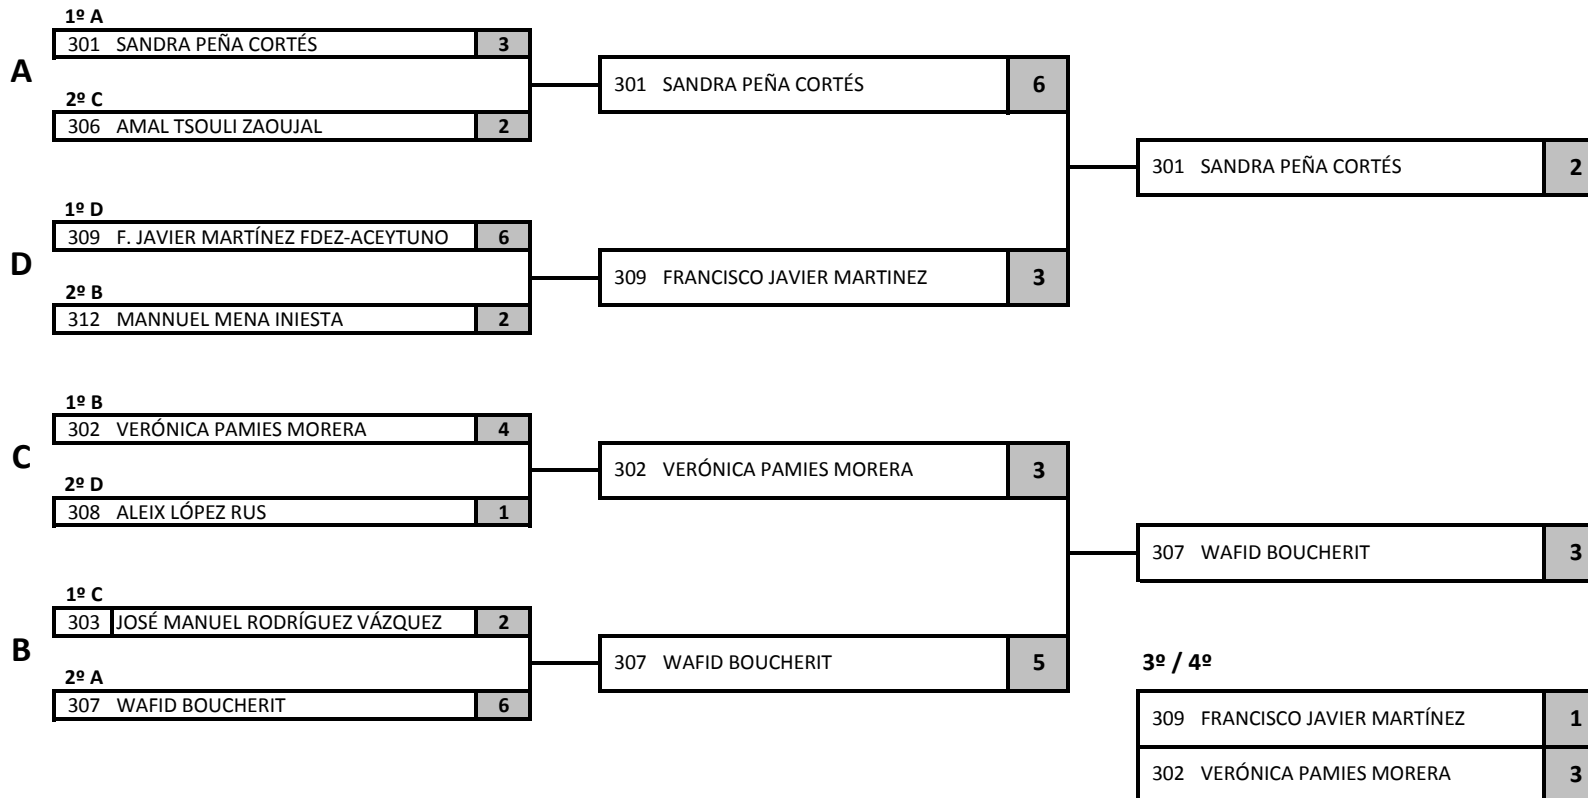 1º A
301 SANDRA PEÑA CORTÉS 3
A
2º C
306 AMAL TSOULI ZAOUJAL 2
301 SANDRA PEÑA CORTÉS 6
1º D
309 F. JAVIER MARTÍNEZ FDEZ-ACEYTUNO 6
D
2º B
312 MANNUEL MENA INIESTA 2
309 FRANCISCO JAVIER MARTINEZ 3
301 SANDRA PEÑA CORTÉS 2
1º B
302 VERÓNICA PAMIES MORERA 4
C
2º D
308 ALEIX LÓPEZ RUS 1
302 VERÓNICA PAMIES MORERA 3
1º C
303 JOSÉ MANUEL RODRÍGUEZ VÁZQUEZ 2
B
2º A
307 WAFID BOUCHERIT 6
307 WAFID BOUCHERIT 5
307 WAFID BOUCHERIT 3
3º / 4º
309 FRANCISCO JAVIER MARTÍNEZ 1
302 VERÓNICA PAMIES MORERA 3